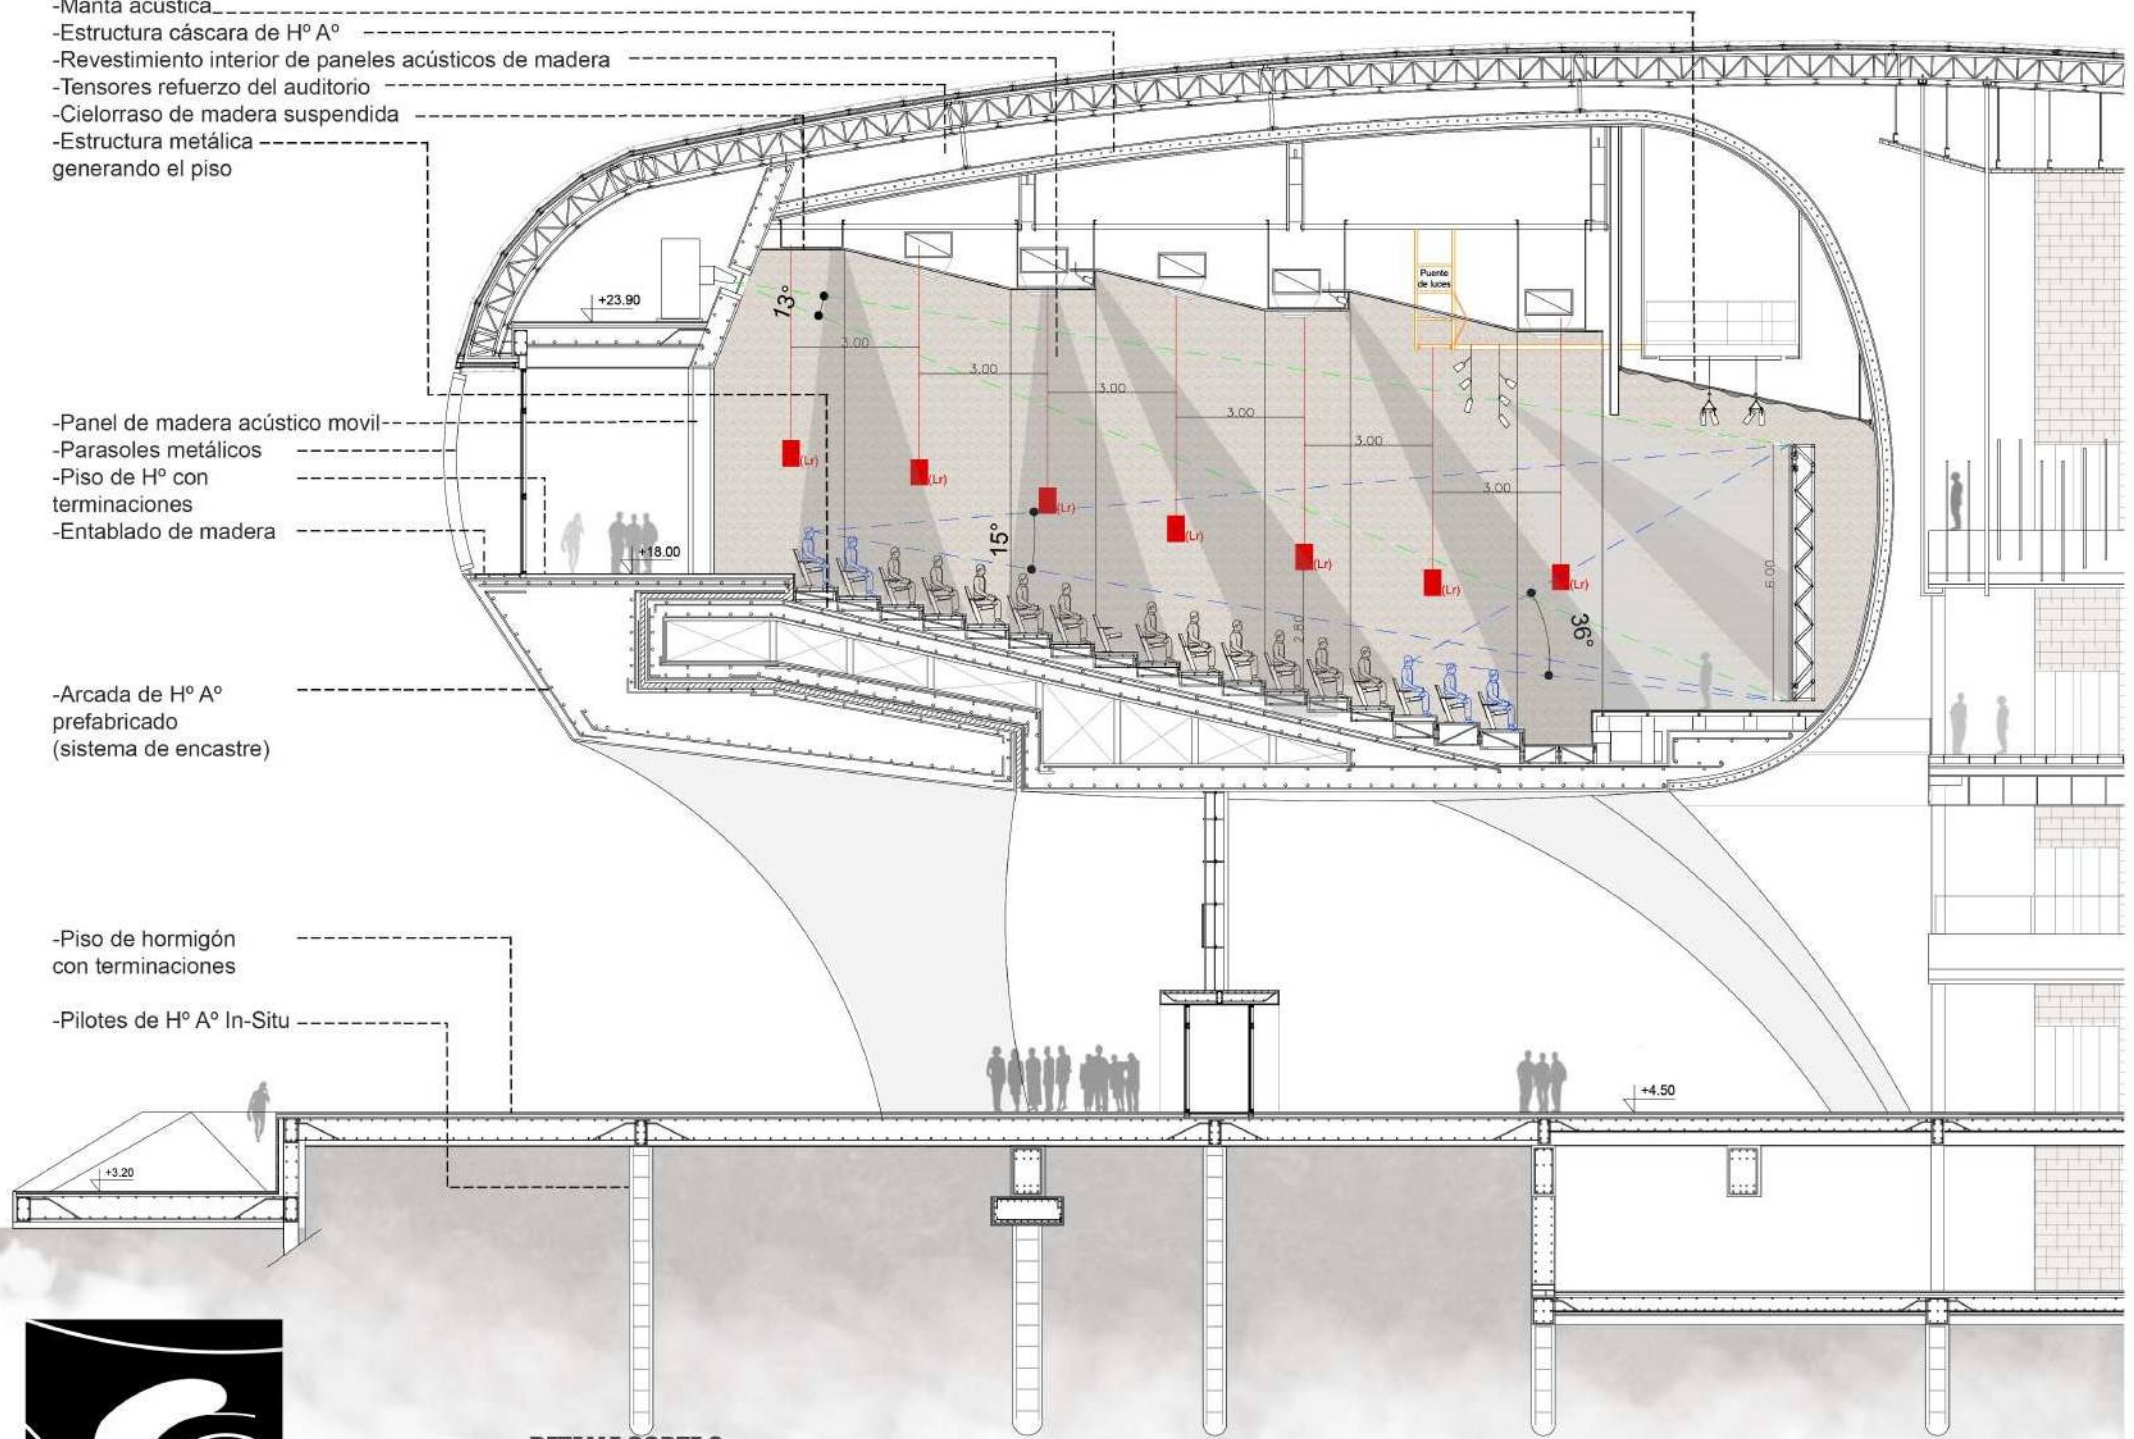 -Manta acústica
-Estructura cáscara de Hº Aº
-Revestimiento interior de paneles acústicos de madera
-Tensores refuerzo del auditorio
-Cielorraso de madera suspendida
-Estructura metálica
generando el piso
Puente
de luces
+23.90
13°
3.00
3.00
3.00
3.00
3.00
3.00
-Panel de madera acústico movil
-Parasoles metálicos
-Piso de Hº con
terminaciones
-Entablado de madera
(Lr)
(Lr)
(Lr)
(Lr)
(Lr)
(Lr)
(Lr)
15°
+18.00
6.00
36°
2.80
-Arcada de Hº Aº
prefabricado
(sistema de encastre)
-Piso de hormigón
con terminaciones
-Pilotes de Hº Aº In-Situ
+4.50
+3.20